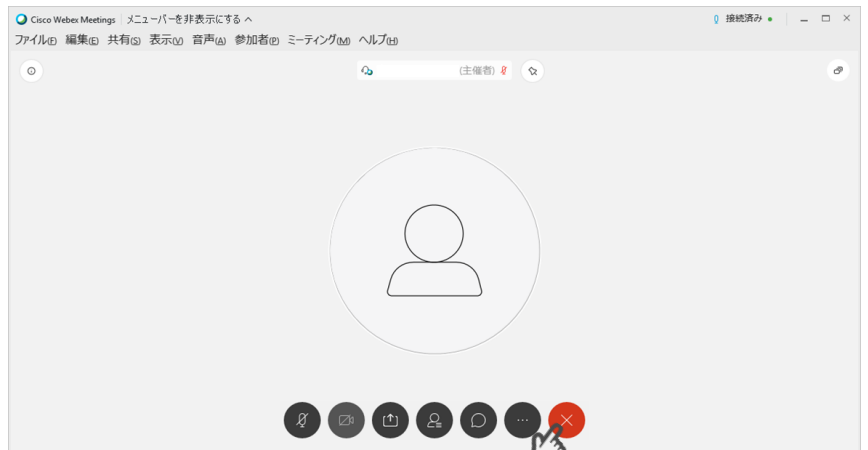 Cisco Webex Meetings メニューバーを非表示にする ^ 接続済み
ファイル(F) 編集(E) 共有(S) 表示(V) 音声(A) 参加者(P) ミーティング(M) ヘルプ(H)
(主催者)